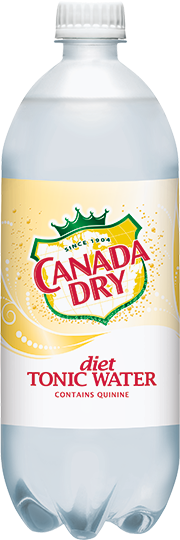 SINCE 1904
CANADA
DRY
diet
TONIC WATER
CONTAINS QUININE